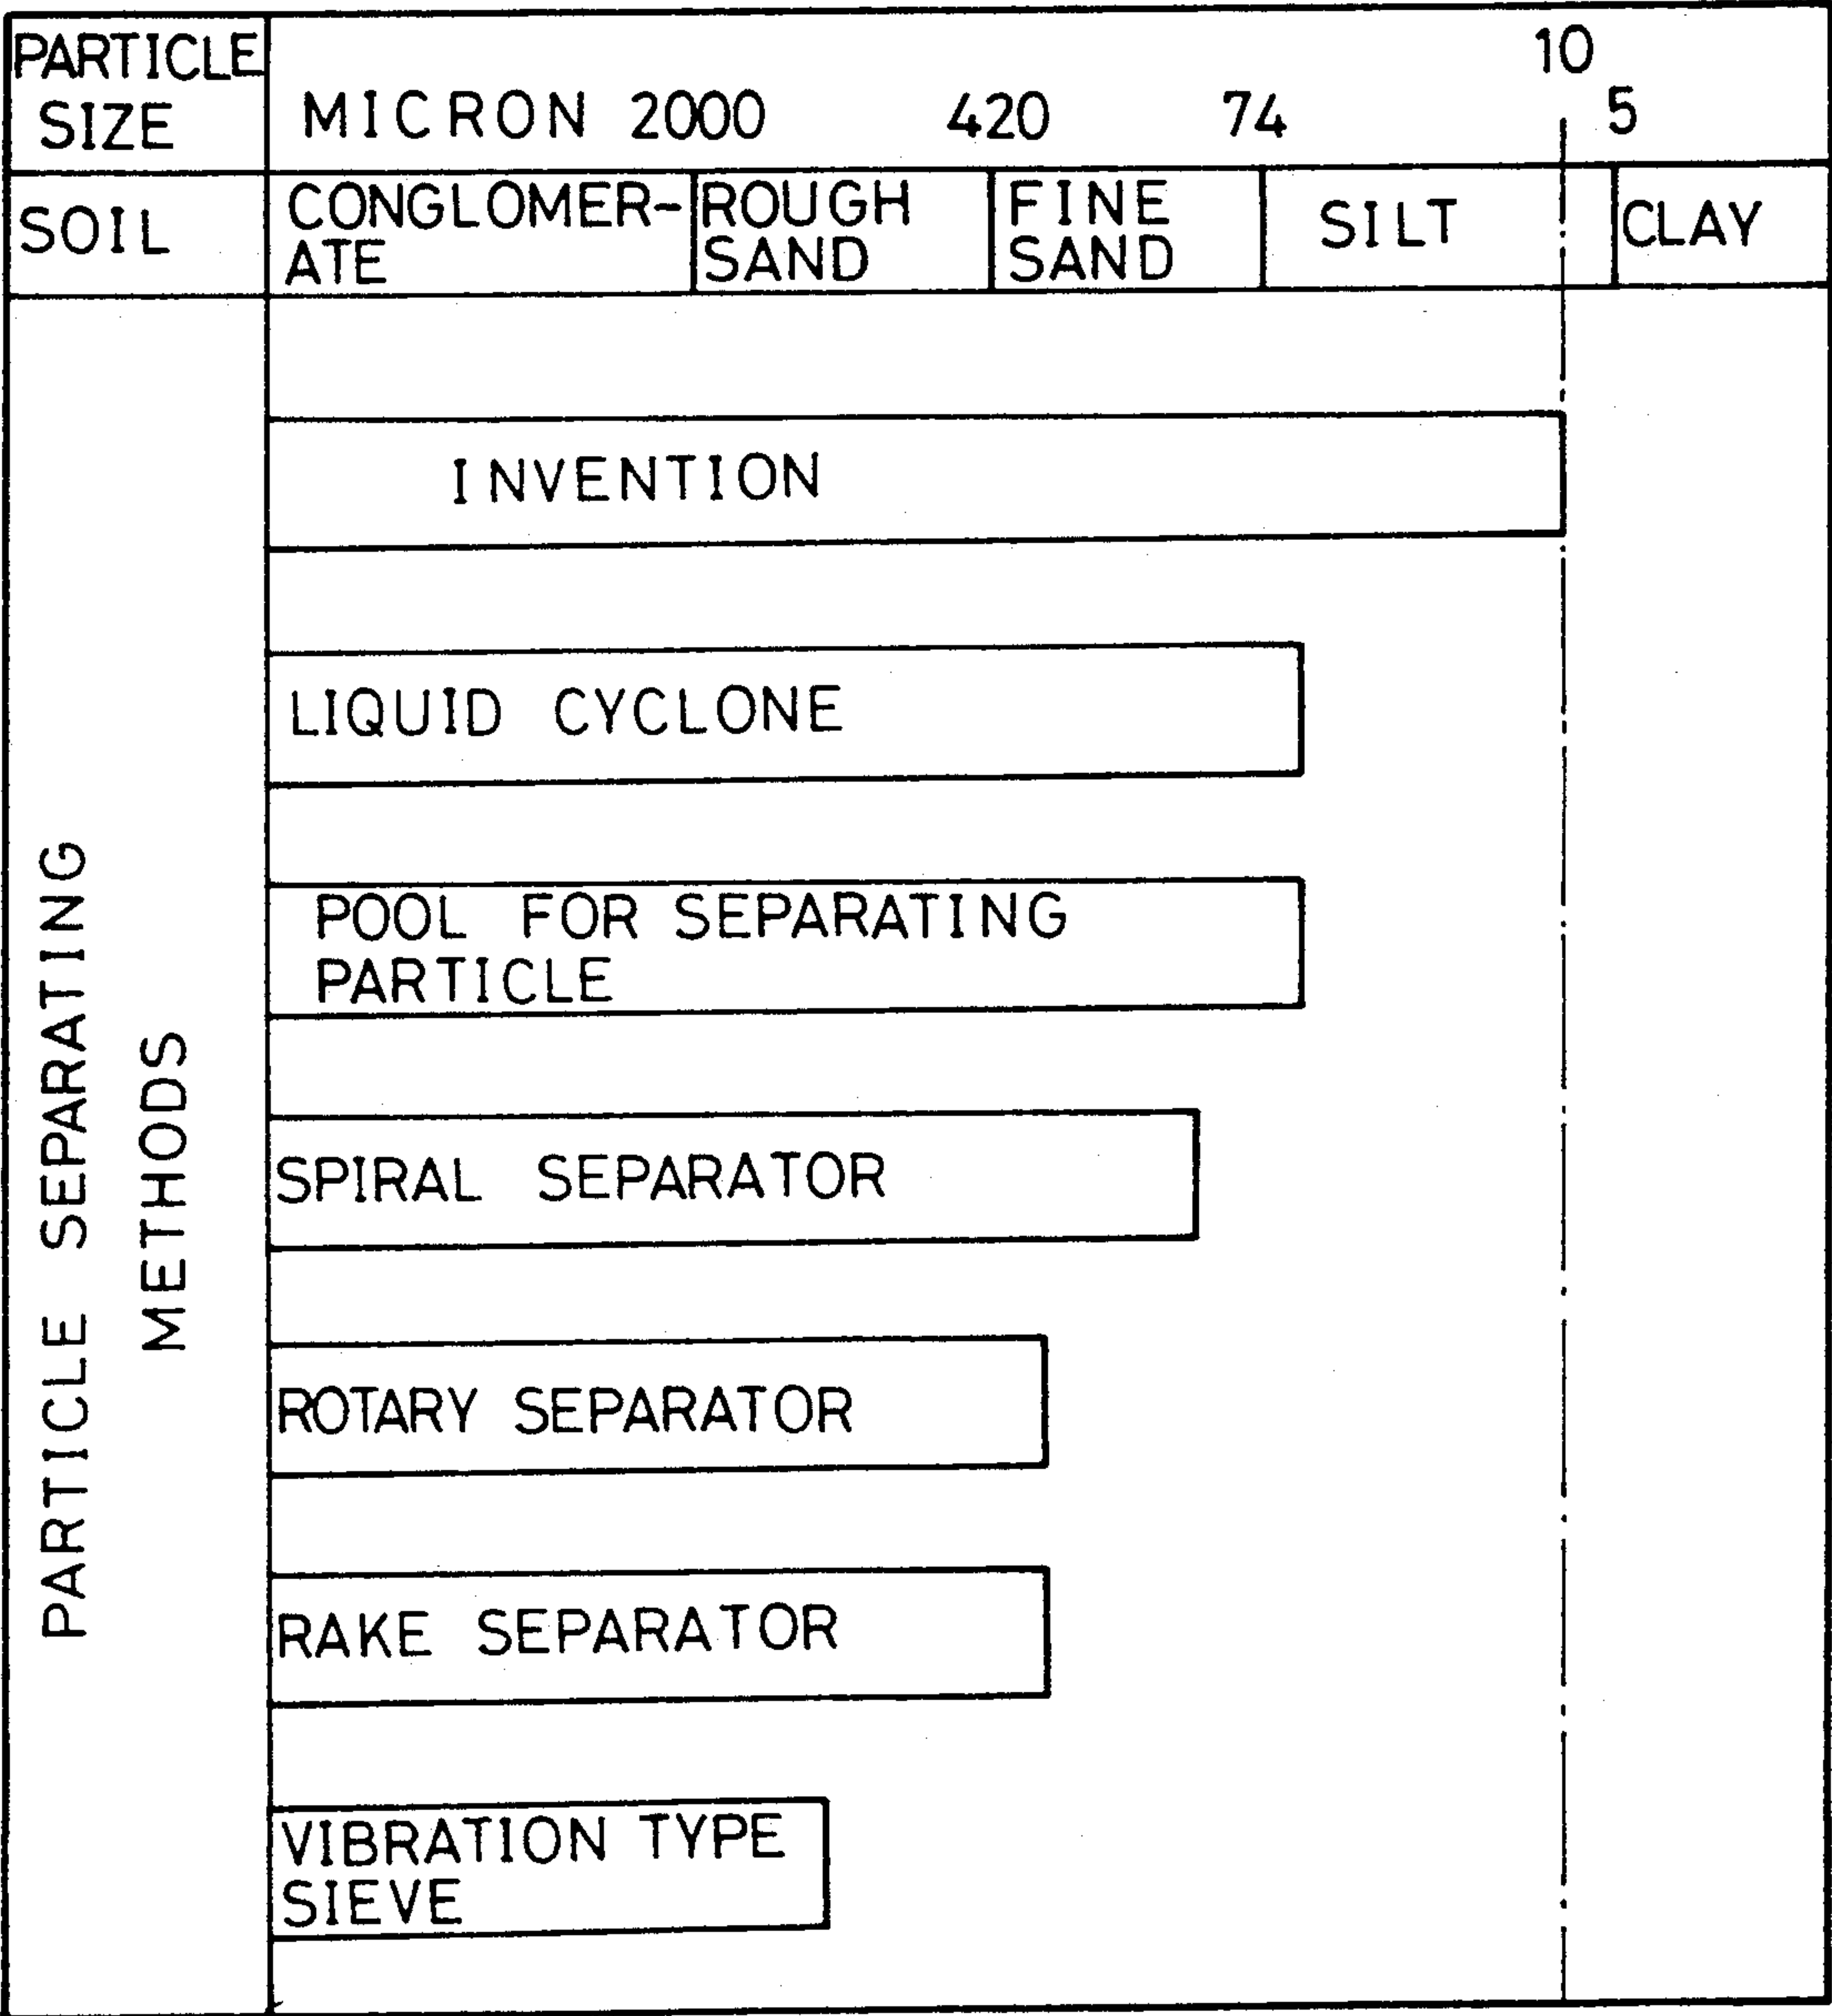 PARTICLE
SIZE
MICRON 2000 420 74 10 5
SOIL
CONGLOMER-
ATE
ROUGH
SAND
FINE
SAND
SILT
CLAY
PARTICLE SEPARATING
METHODS
INVENTION
LIQUID CYCLONE
POOL FOR SEPARATING
PARTICLE
SPIRAL SEPARATOR
ROTARY SEPARATOR
RAKE SEPARATOR
VIBRATION TYPE
SIEVE